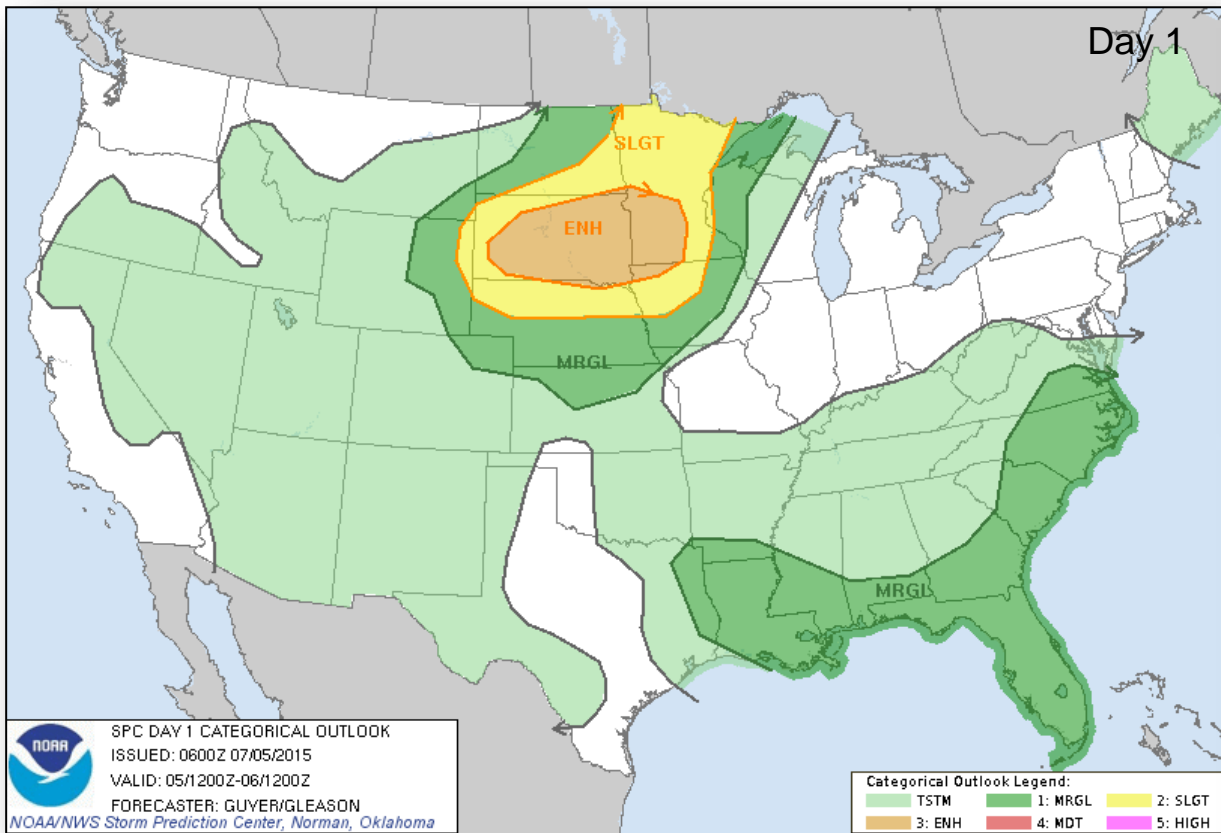 Day 1
SLGT
ENH
MRGL
MRGL
NOAA
SPC DAY 1 CATEGORICAL OUTLOOK
ISSUED: 0600Z 07/05/2015
VALID: 05/1200Z-06/1200Z
FORECASTER: GUYER/GLEASON
NOAA/NWS Storm Prediction Center, Norman, Oklahoma
Categorical Outlook Legend:
TSTM 1: MRGL 2: SLGT
3: ENH 4: MDT 5: HIGH